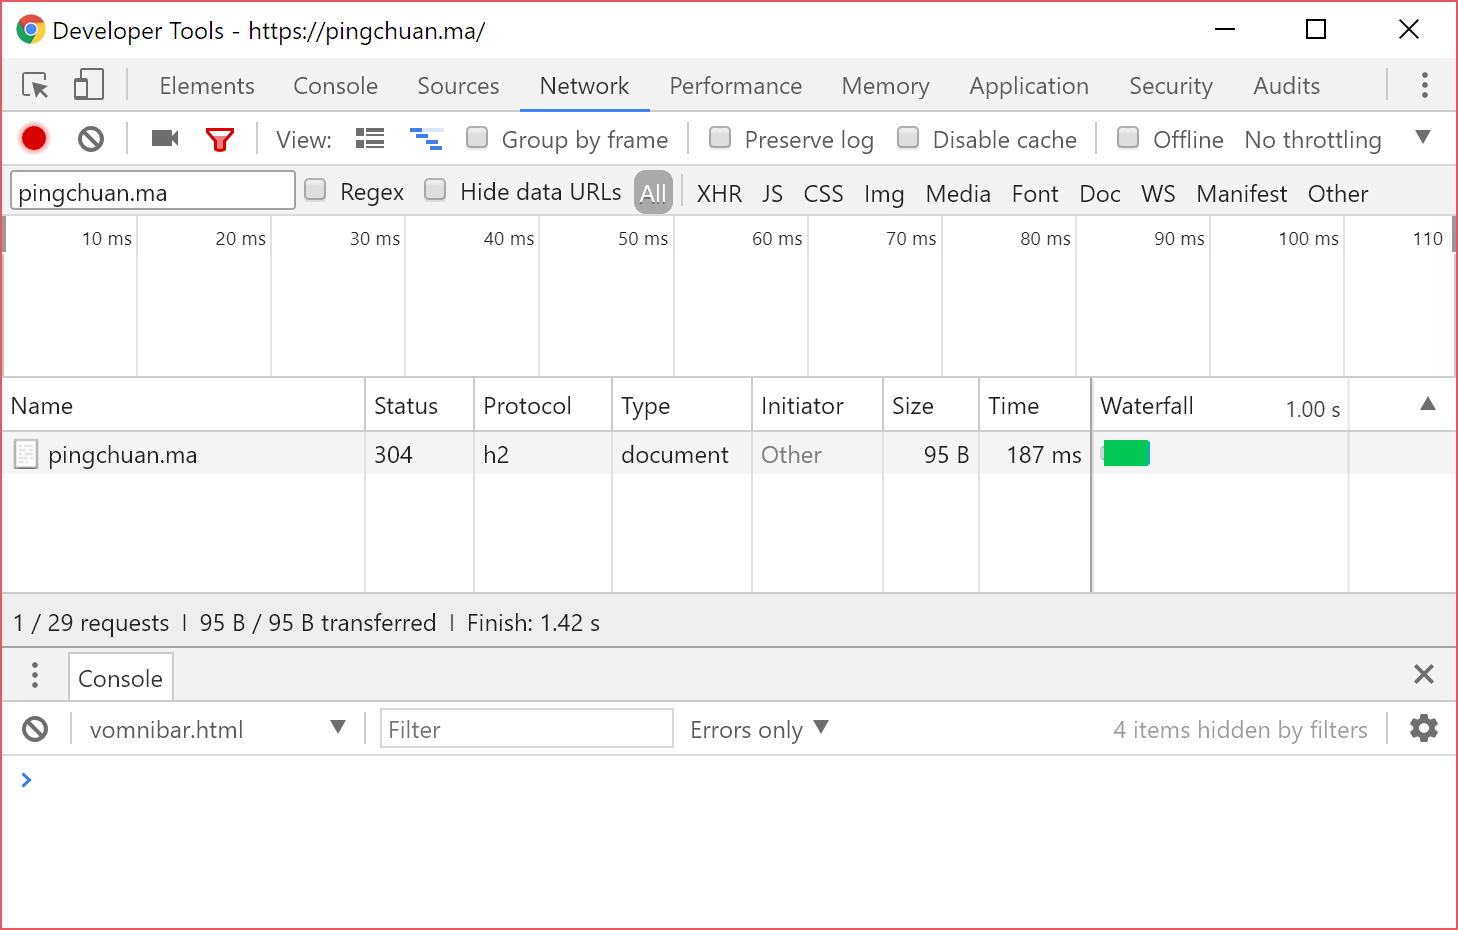 Developer Tools - https://pingchuan.ma/
Elements Console Sources Network Performance Memory Application Security Audits
View: Group by frame Preserve log Disable cache Offline No throttling
pingchuan.ma Regex Hide data URLs All XHR JS CSS Img Media Font Doc WS Manifest Other
10 ms 20 ms 30 ms 40 ms 50 ms 60 ms 70 ms 80 ms 90 ms 100 ms 110
Name Status Protocol Type Initiator Size Time Waterfall 1.00 s
pingchuan.ma 304 h2 document Other 95 B 187 ms
1 / 29 requests | 95 B / 95 B transferred | Finish: 1.42 s
Console
vomnibar.html Filter Errors only 4 items hidden by filters